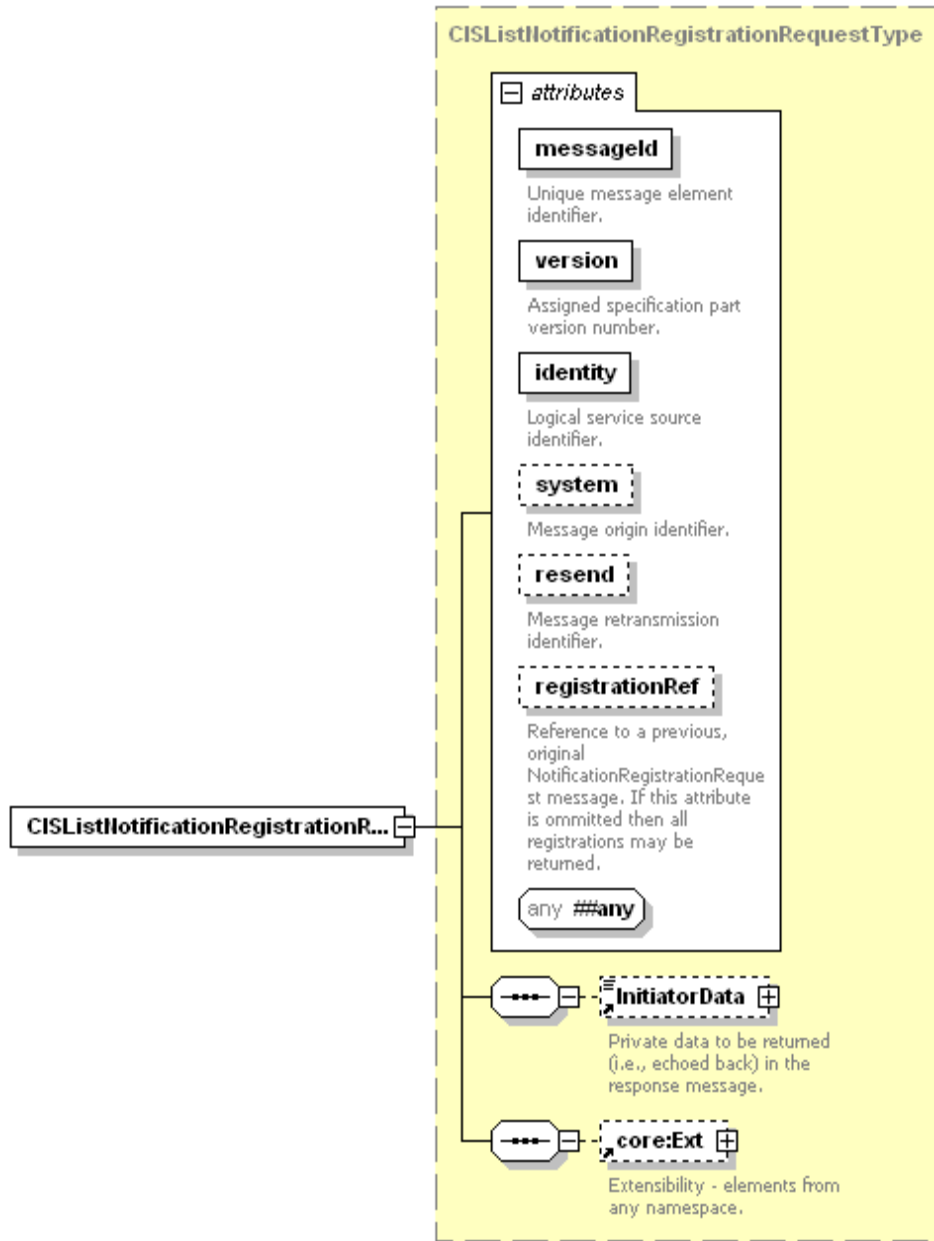 CISListNotificationRegistrationRequestType
attributes
messageId
Unique message element
identifier.
version
Assigned specification part
version number.
identity
Logical service source
identifier.
system
Message origin identifier.
resend
Message retransmission
identifier.
registrationRef
Reference to a previous,
original
NotificationRegistrationReque
st message. If this attribute
is ommitted then all
registrations may be
returned.
CISListNotificationRegistrationR...
any ##any
InitiatorData
Private data to be returned
(i.e., echoed back) in the
response message.
core:Ext
Extensibility - elements from
any namespace.